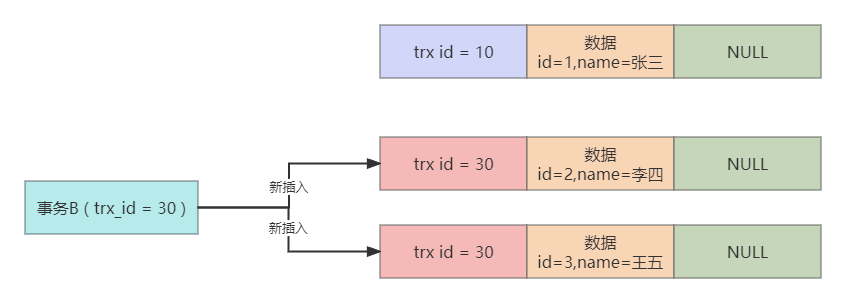 trx id = 10
数据
id=1,name=张三
NULL
trx id = 30
数据
id=2,name=李四
NULL
新插入
事务B ( trx_id = 30 )
新插入
trx id = 30
数据
id=3,name=王五
NULL